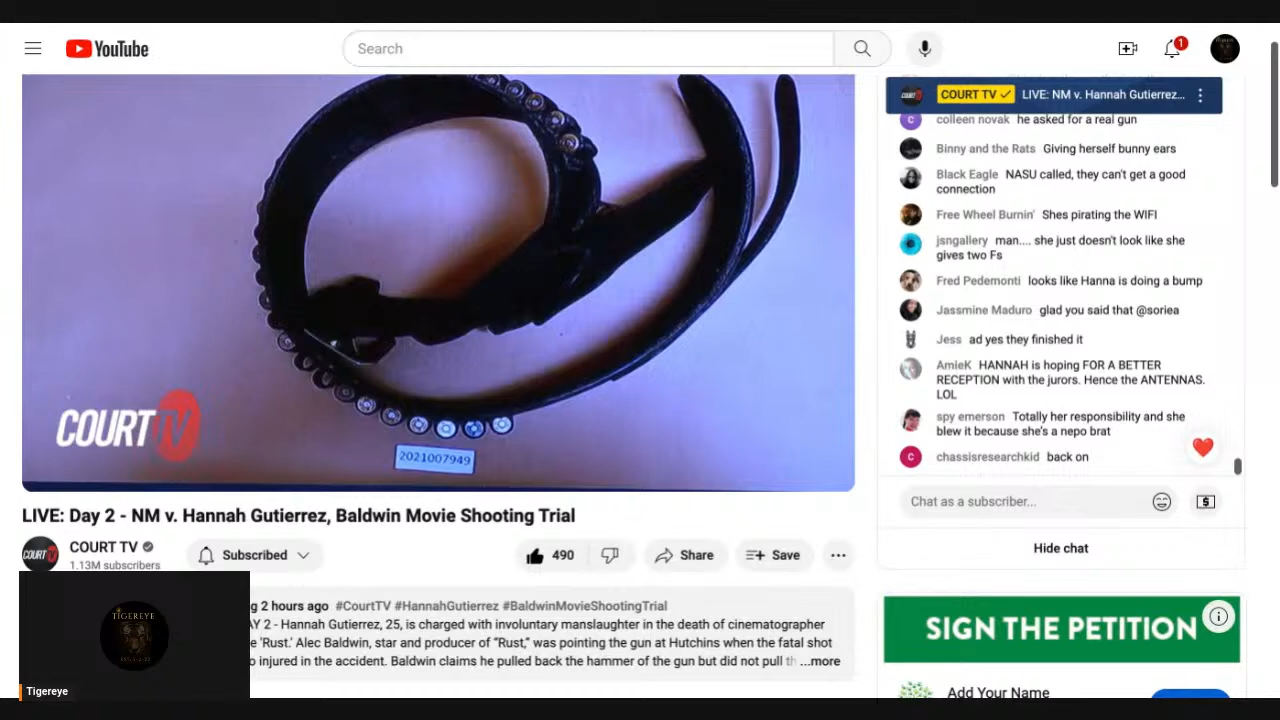 YouTube
Search
1
COURT TV
2021007949
LIVE: Day 2 - NM v. Hannah Gutierrez, Baldwin Movie Shooting Trial
COURT TV
1.13M subscribers
Subscribed
490
Share
Save
g 2 hours ago #CourtTV #HannahGutierrez #BaldwinMovieShootingTrial
AY 2 - Hannah Gutierrez, 25, is charged with involuntary manslaughter in the death of cinematographer
e 'Rust.' Alec Baldwin, star and producer of “Rust,” was pointing the gun at Hutchins when the fatal shot
o injured in the accident. Baldwin claims he pulled back the hammer of the gun but did not pull th ...more
TIGEREYE
Tigereye
COURT TV LIVE: NM v. Hannah Gutierrez...
colleen novak he asked for a real gun
Binny and the Rats Giving herself bunny ears
Black Eagle NASU called, they can't get a good
connection
Free Wheel Burnin' Shes pirating the WIFI
jsngallery man.... she just doesn't look like she
gives two Fs
Fred Pedemonti looks like Hanna is doing a bump
Jassmine Maduro glad you said that @soriea
Jess ad yes they finished it
AmieK HANNAH is hoping FOR A BETTER
RECEPTION with the jurors. Hence the ANTENNAS.
LOL
spy emerson Totally her responsibility and she
blew it because she's a nepo brat
C chassisresearchkid back on
Chat as a subscriber...
Hide chat
SIGN THE PETITION
Add Your Name